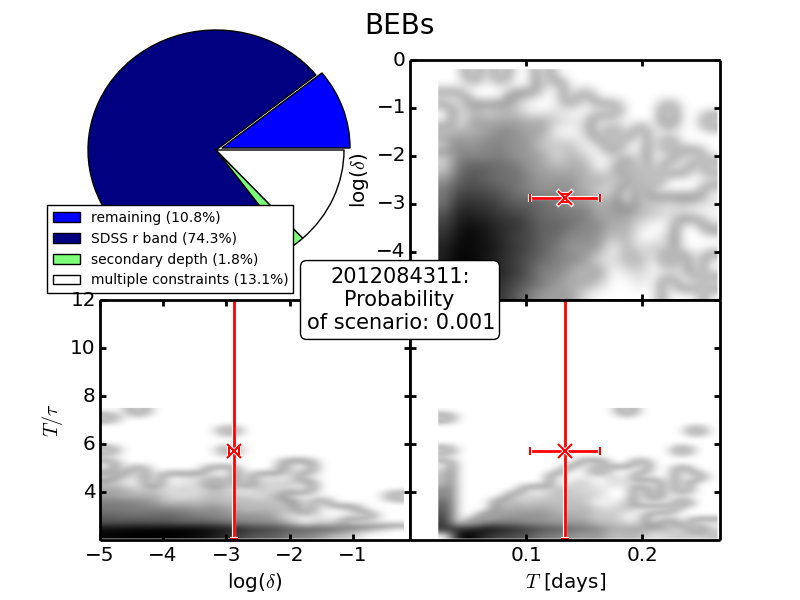 BEBs
remaining (10.8%)
SDSS r band (74.3%)
secondary depth (1.8%)
multiple constraints (13.1%)
0
−1
−2
−3
−4
log(δ)
2012084311:
Probability
of scenario: 0.001
12
10
8
6
4
T/τ
−5 −4 −3 −2 −1
log(δ)
0.1 0.2
T [days]